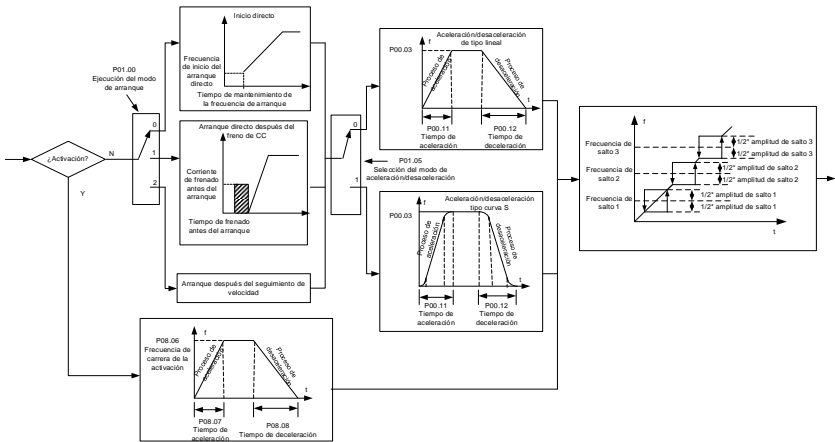 P01.00
Ejecución del modo
de arranque
¿Activación?
N
Y
0
1
2
Inicio directo
Frecuencia
de inicio del
arranque
directo
Tiempo de mantenimiento de
la frecuencia de arranque
Arranque directo después del
freno de CC
Corriente
de frenado
antes del
arranque
Tiempo de frenado
antes del arranque
Arranque después del seguimiento de
velocidad
0
1
P01.05
Selección del modo de
aceleración/desaceleración
Aceleración/desaceleración
de tipo lineal
f
P00.03
Proceso de
aceleración
Proceso de
desaceleración
t
P00.11
Tiempo de
aceleración
P00.12
Tiempo de
deceleración
Aceleración/desaceleración
tipo curva S
f
P00.03
Proceso de
aceleración
Proceso de
desaceleración
t
P00.11
Tiempo de
aceleración
P00.12
Tiempo de
deceleración
P08.06
Frecuencia de
carrera de la
activación
f
Proceso de
aceleración
Proceso de
desaceleración
t
P08.07
Tiempo de
aceleración
P08.08
Tiempo de deceleración
f
Frecuencia de
salto 3
1/2* amplitud de salto 3
1/2* amplitud de salto 3
Frecuencia de
salto 2
1/2* amplitud de salto 2
1/2* amplitud de salto 2
Frecuencia de
salto 1
1/2* amplitud de salto 1
1/2* amplitud de salto 1
t